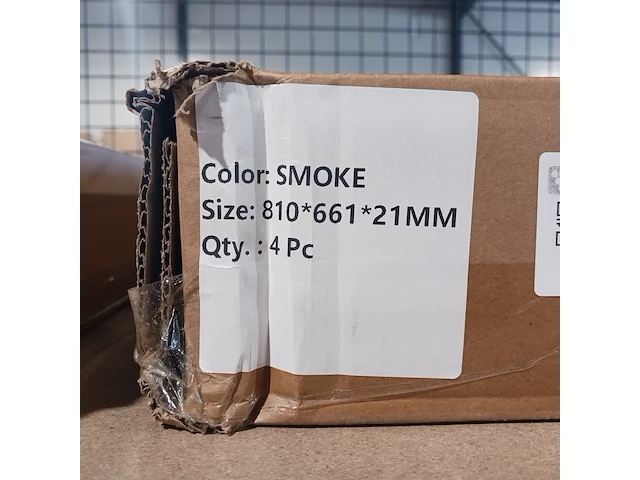 Color: SMOKE
Size: 810*661*21MM
Qty. : 4 Pc